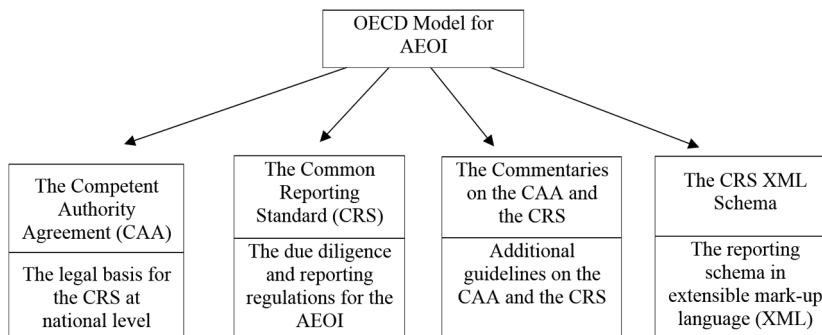 OECD Model for
AEOI
The Competent
Authority
Agreement (CAA)
The legal basis for
the CRS at
national level
The Common
Reporting
Standard (CRS)
The due diligence
and reporting
regulations for the
AEOI
The Commentaries
on the CAA and
the CRS
Additional
guidelines on the
CAA and the CRS
The CRS XML
Schema
The reporting
schema in
extensible mark-up
language (XML)